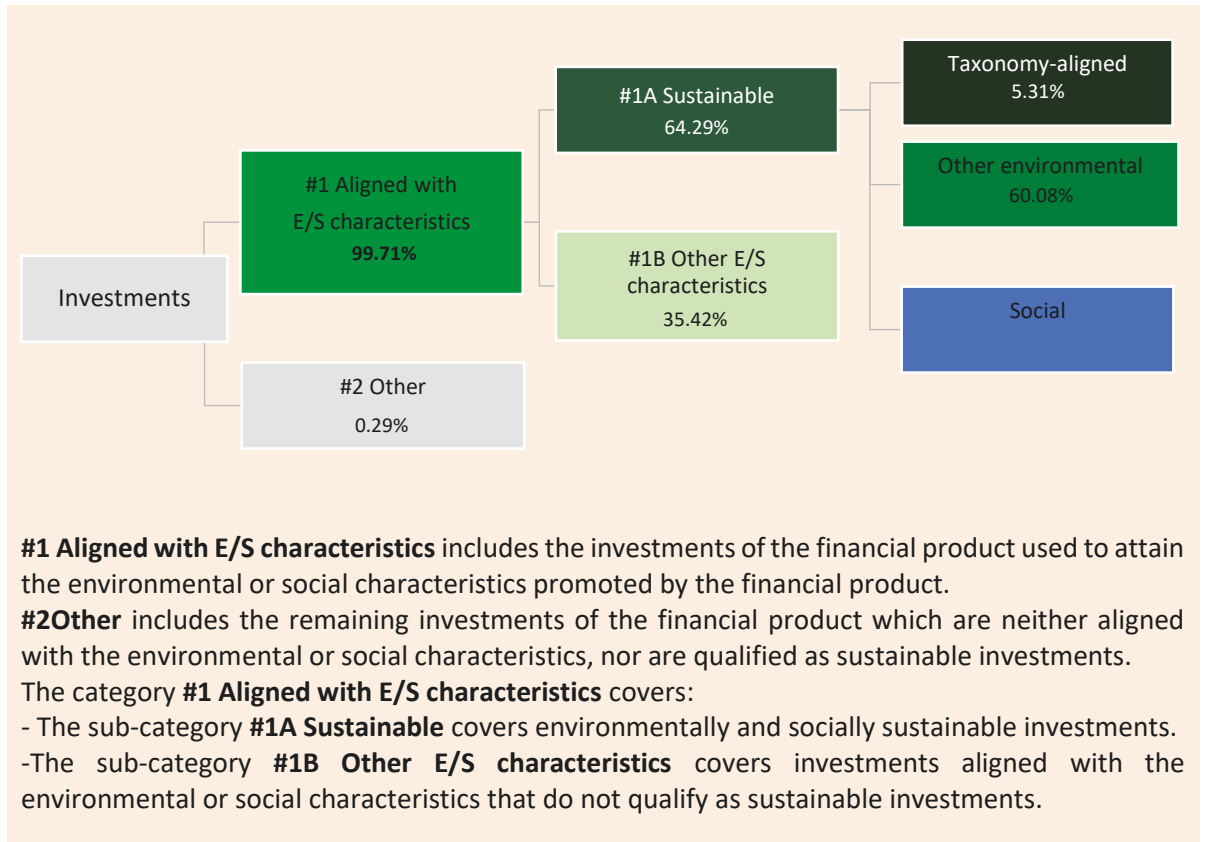 Investments
#1 Aligned with
E/S characteristics
99.71%
#2 Other
0.29%
#1A Sustainable
64.29%
#1B Other E/S
characteristics
35.42%
Taxonomy-aligned
5.31%
Other environmental
60.08%
Social
#1 Aligned with E/S characteristics includes the investments of the financial product used to attain
the environmental or social characteristics promoted by the financial product.
#2Other includes the remaining investments of the financial product which are neither aligned
with the environmental or social characteristics, nor are qualified as sustainable investments.
The category #1 Aligned with E/S characteristics covers:
- The sub-category #1A Sustainable covers environmentally and socially sustainable investments.
-The sub-category #1B Other E/S characteristics covers investments aligned with the
environmental or social characteristics that do not qualify as sustainable investments.